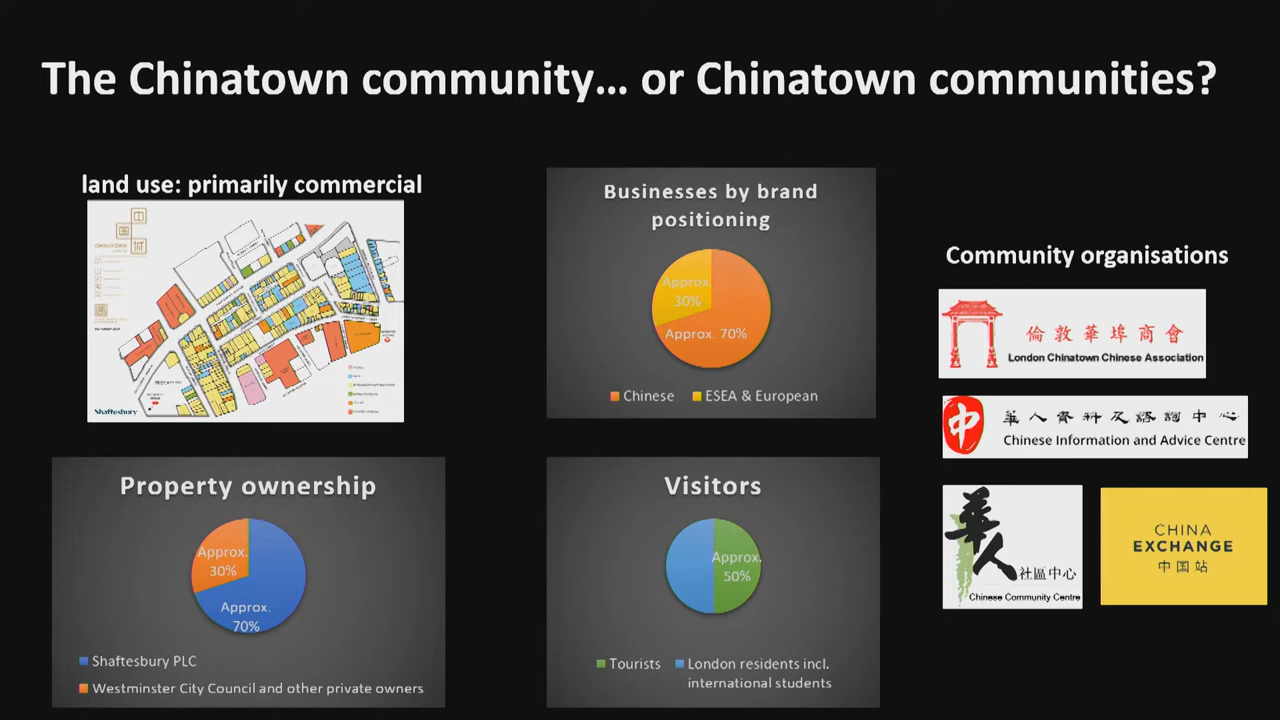 The Chinatown community... or Chinatown communities?
land use: primarily commercial
CHINATOWN
Shaftesbury
Businesses by brand
positioning
Approx.
30%
Approx. 70%
Chinese
ESEA & European
Community organisations
倫敦華埠商會
London Chinatown Chinese Association
中
華人資料及諮詢中心
Chinese Information and Advice Centre
華人
社區中心
Chinese Community Centre
CHINA
EXCHANGE
中国站
Property ownership
Approx.
30%
Approx.
70%
Shaftesbury PLC
Westminster City Council and other private owners
Visitors
Approx.
50%
Tourists
London residents incl.
international students